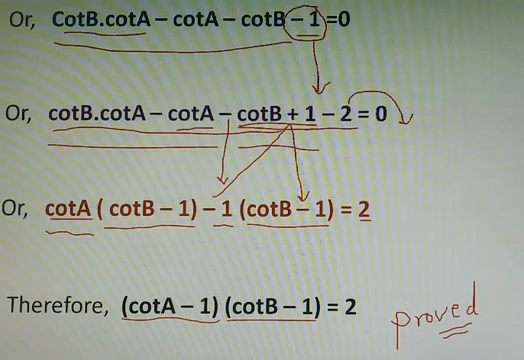 Or, CotB.cotA – cotA – cotB – 1 =0
Or, cotB.cotA – cotA – cotB + 1 – 2 = 0
Or, cotA ( cotB – 1) – 1 (cotB – 1) = 2
Therefore, (cotA – 1) (cotB – 1) = 2
proved